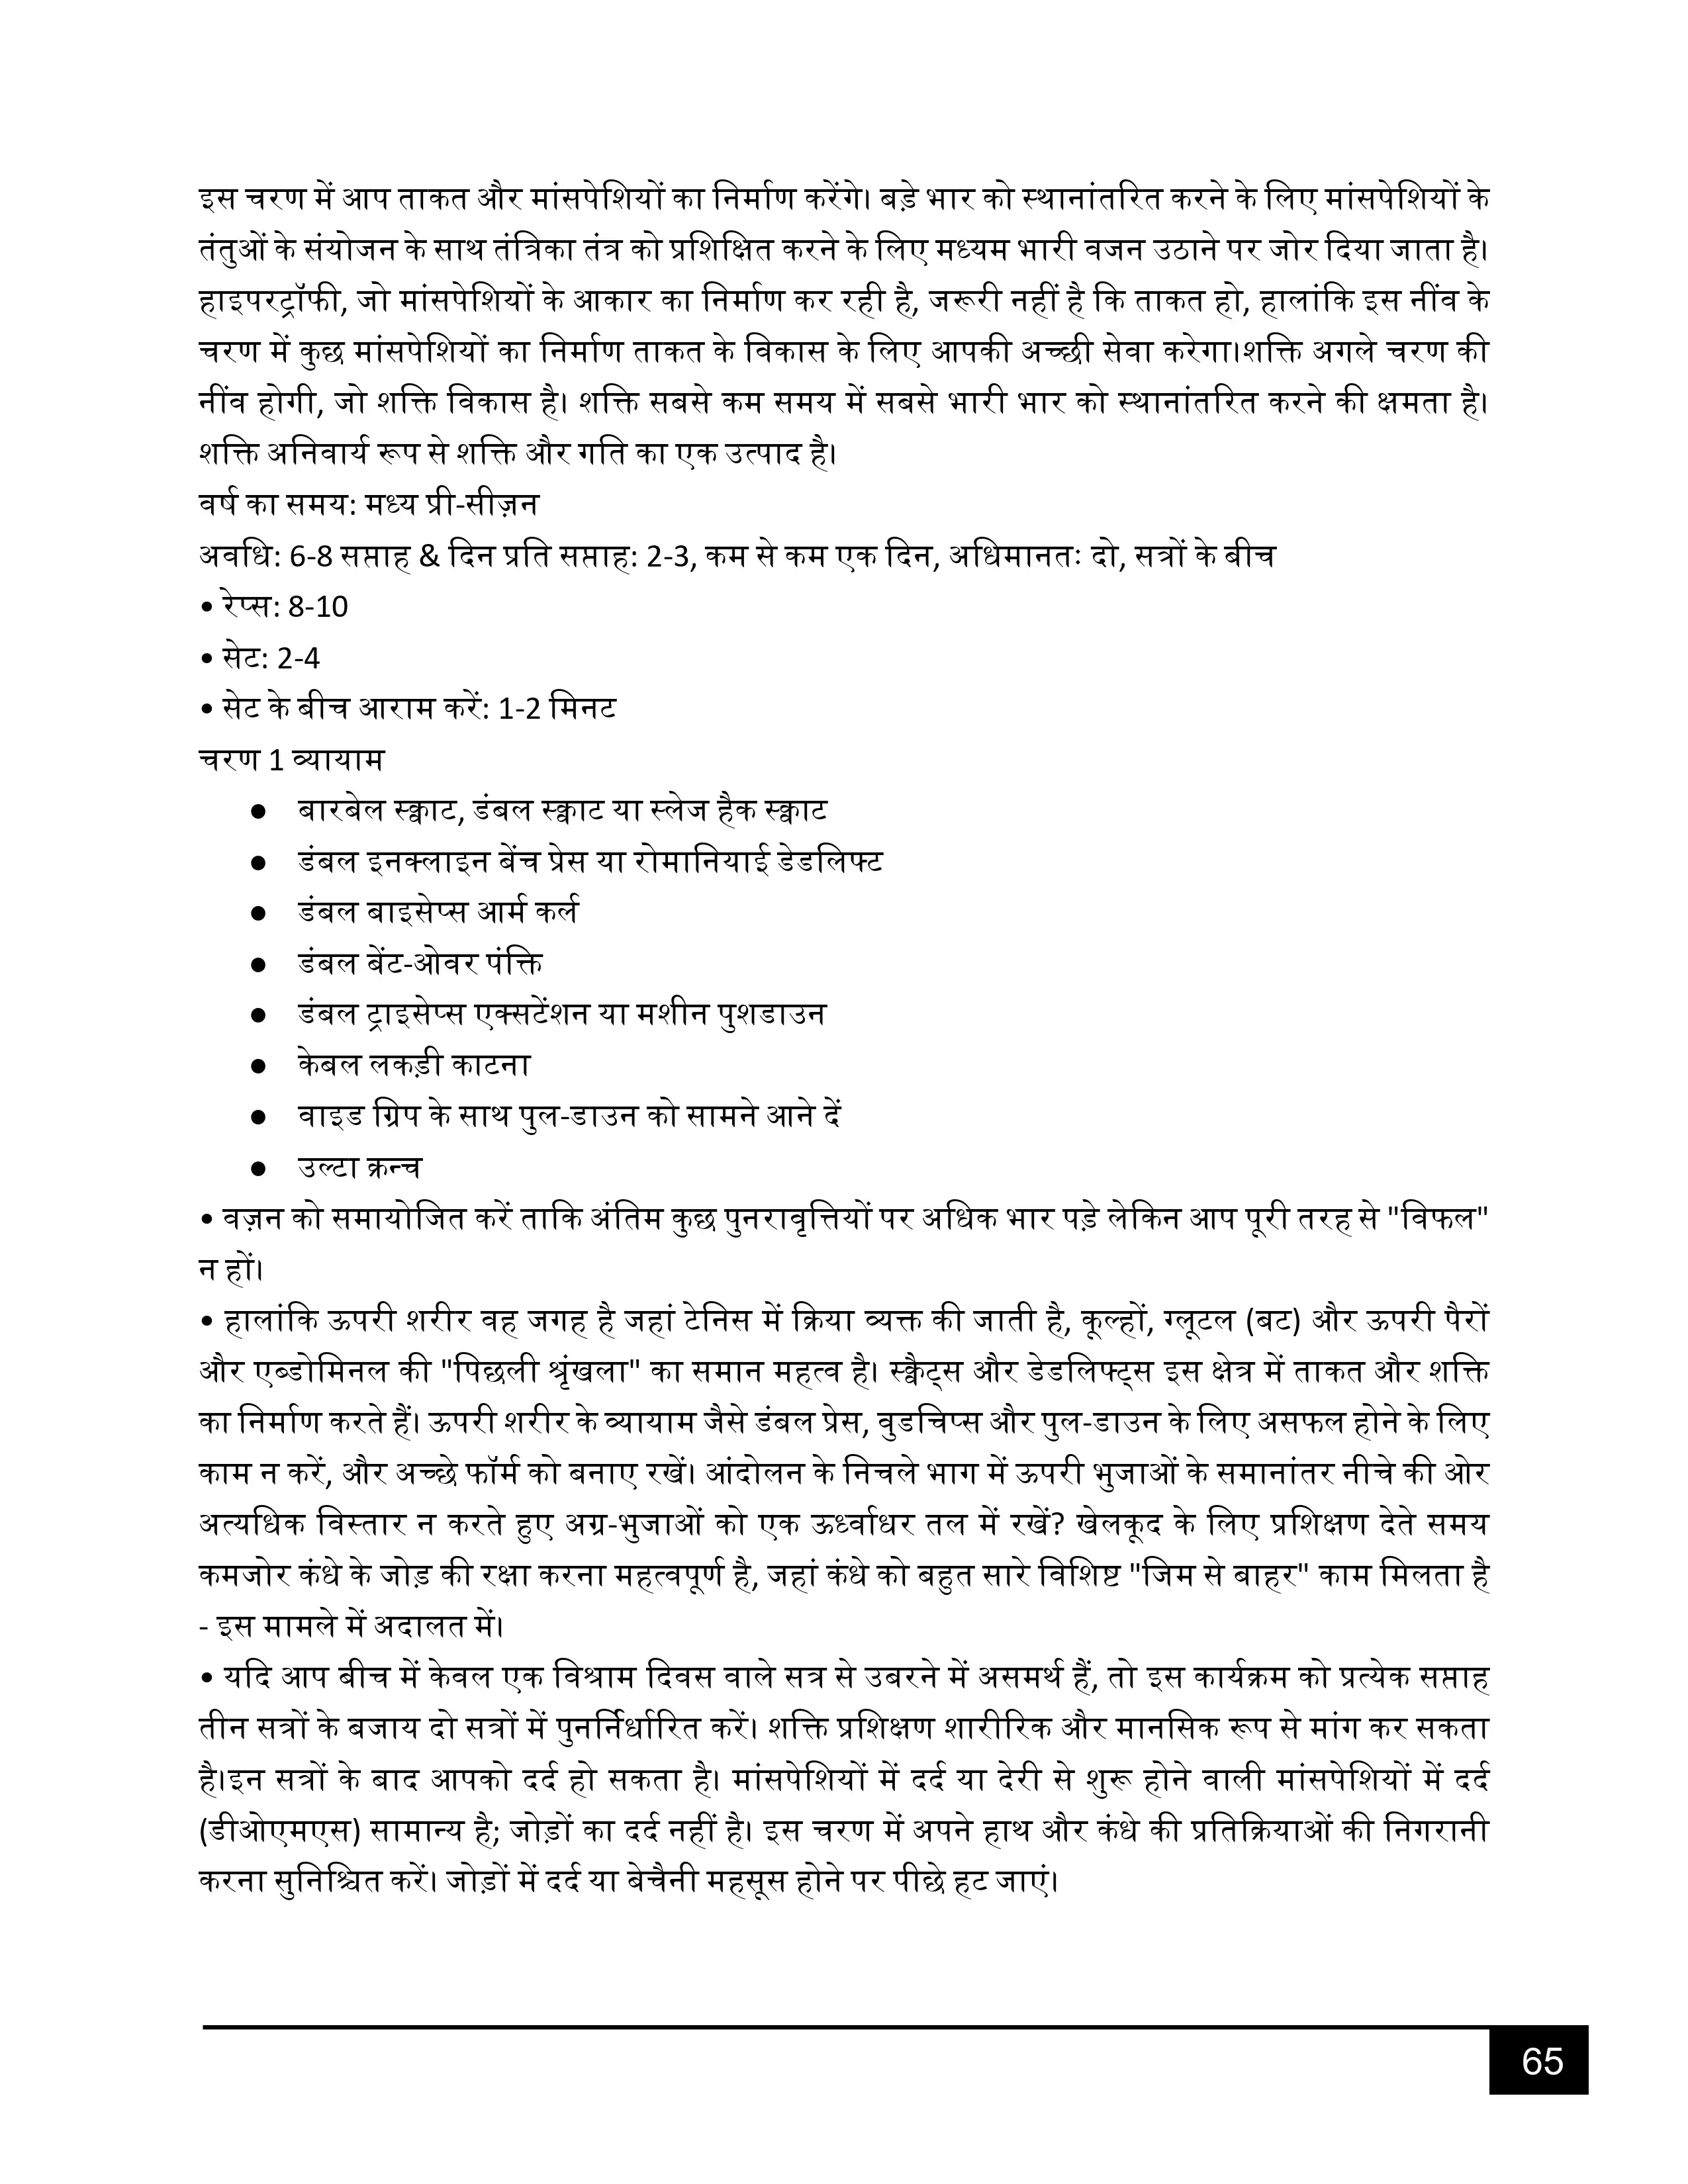 इस चरण में आप ताकत और मांसपेशियों का निर्माण करेंगे। बड़े भार को स्थानांतरित करने के लिए मांसपेशियों के
तंतुओं के संयोजन के साथ तंत्रिका तंत्र को प्रशिक्षित करने के लिए मध्यम भारी वजन उठाने पर जोर दिया जाता है।
हाइपरट्रॉफी, जो मांसपेशियों के आकार का निर्माण कर रही है, जरूरी नहीं है कि ताकत हो, हालांकि इस नींव के
चरण में कुछ मांसपेशियों का निर्माण ताकत के विकास के लिए आपकी अच्छी सेवा करेगा।शक्ति अगले चरण की
नींव होगी, जो शक्ति विकास है। शक्ति सबसे कम समय में सबसे भारी भार को स्थानांतरित करने की क्षमता है।
शक्ति अनिवार्य रूप से शक्ति और गति का एक उत्पाद है।
वर्ष का समय: मध्य प्री-सीज़न
अवधि: 6-8 सप्ताह & दिन प्रति सप्ताह: 2-3, कम से कम एक दिन, अधिमानतः दो, सत्रों के बीच
• रेप्स: 8-10
• सेट: 2-4
• सेट के बीच आराम करें: 1-2 मिनट
चरण 1 व्यायाम
● बारबेल स्क्वाट, डंबल स्क्वाट या स्लेज हैक स्क्वाट
● डंबल इनक्लाइन बेंच प्रेस या रोमानियाई डेडलिफ्ट
● डंबल बाइसेप्स आर्म कर्ल
● डंबल बेंट-ओवर पंक्ति
● डंबल ट्राइसेप्स एक्सटेंशन या मशीन पुशडाउन
● केबल लकड़ी काटना
● वाइड ग्रिप के साथ पुल-डाउन को सामने आने दें
● उल्टा क्रन्च
• वज़न को समायोजित करें ताकि अंतिम कुछ पुनरावृत्तियों पर अधिक भार पड़े लेकिन आप पूरी तरह से "विफल"
न हों।
• हालांकि ऊपरी शरीर वह जगह है जहां टेनिस में क्रिया व्यक्त की जाती है, कूल्हों, ग्लूटल (बट) और ऊपरी पैरों
और एब्डोमिनल की "पिछली श्रृंखला" का समान महत्व है। स्क्वैट्स और डेडलिफ्ट्स इस क्षेत्र में ताकत और शक्ति
का निर्माण करते हैं। ऊपरी शरीर के व्यायाम जैसे डंबल प्रेस, वुडचिप्स और पुल-डाउन के लिए असफल होने के लिए
काम न करें, और अच्छे फॉर्म को बनाए रखें। आंदोलन के निचले भाग में ऊपरी भुजाओं के समानांतर नीचे की ओर
अत्यधिक विस्तार न करते हुए अग्र-भुजाओं को एक ऊर्ध्वाधर तल में रखें? खेलकूद के लिए प्रशिक्षण देते समय
कमजोर कंधे के जोड़ की रक्षा करना महत्वपूर्ण है, जहां कंधे को बहुत सारे विशिष्ट "जिम से बाहर" काम मिलता है
- इस मामले में अदालत में।
• यदि आप बीच में केवल एक विश्राम दिवस वाले सत्र से उबरने में असमर्थ हैं, तो इस कार्यक्रम को प्रत्येक सप्ताह
तीन सत्रों के बजाय दो सत्रों में पुनर्निर्धारित करें। शक्ति प्रशिक्षण शारीरिक और मानसिक रूप से मांग कर सकता
है।इन सत्रों के बाद आपको दर्द हो सकता है। मांसपेशियों में दर्द या देरी से शुरू होने वाली मांसपेशियों में दर्द
(डीओएमएस) सामान्य है; जोड़ों का दर्द नहीं है। इस चरण में अपने हाथ और कंधे की प्रतिक्रियाओं की निगरानी
करना सुनिश्चित करें। जोड़ों में दर्द या बेचैनी महसूस होने पर पीछे हट जाएं।
65